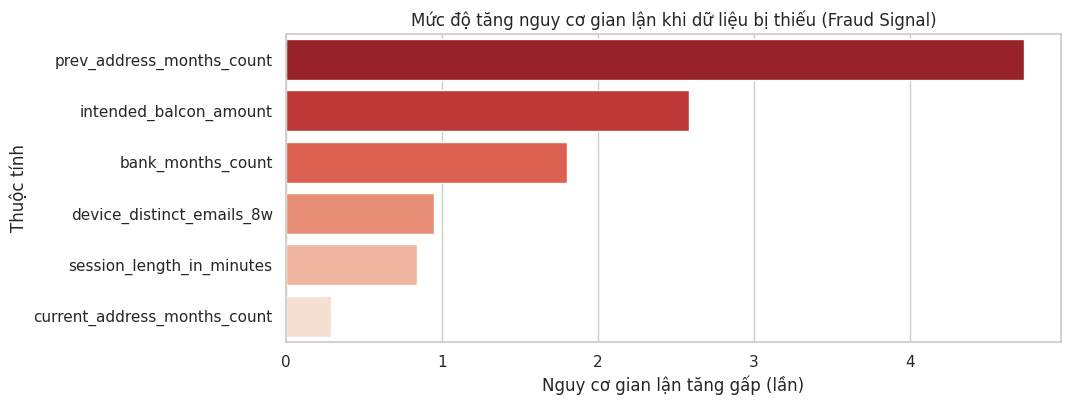 Mức độ tăng nguy cơ gian lận khi dữ liệu bị thiếu (Fraud Signal)
Thuộc tính
prev_address_months_count
intended_balcon_amount
bank_months_count
device_distinct_emails_8w
session_length_in_minutes
current_address_months_count
0 1 2 3 4
Nguy cơ gian lận tăng gấp (lần)